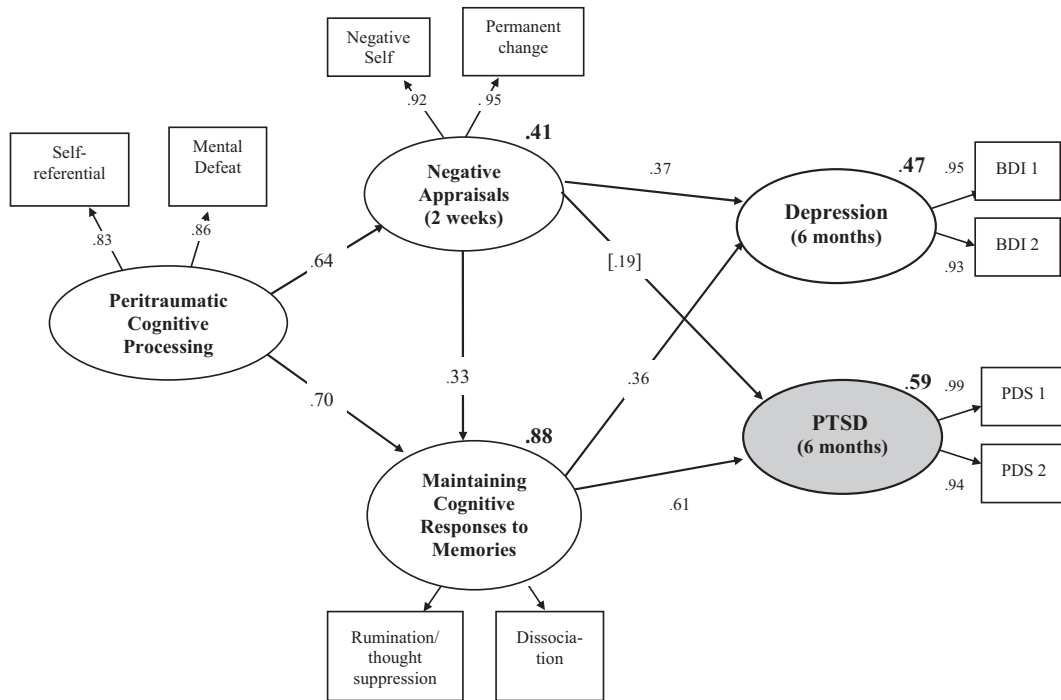 Negative
Self
Permanent
change
.92
.95
Self-
referential
Mental
Defeat
.83
.86
.41
Negative
Appraisals
(2 weeks)
.37
.47
Depression
(6 months)
.95
BDI 1
BDI 2
.93
[.19]
.64
Peritraumatic
Cognitive
Processing
.33
.36
.70
.59
PTSD
(6 months)
.99
PDS 1
PDS 2
.94
.88
Maintaining
Cognitive
Responses to
Memories
.61
Rumination/
thought
suppression
Dissocia-
tion